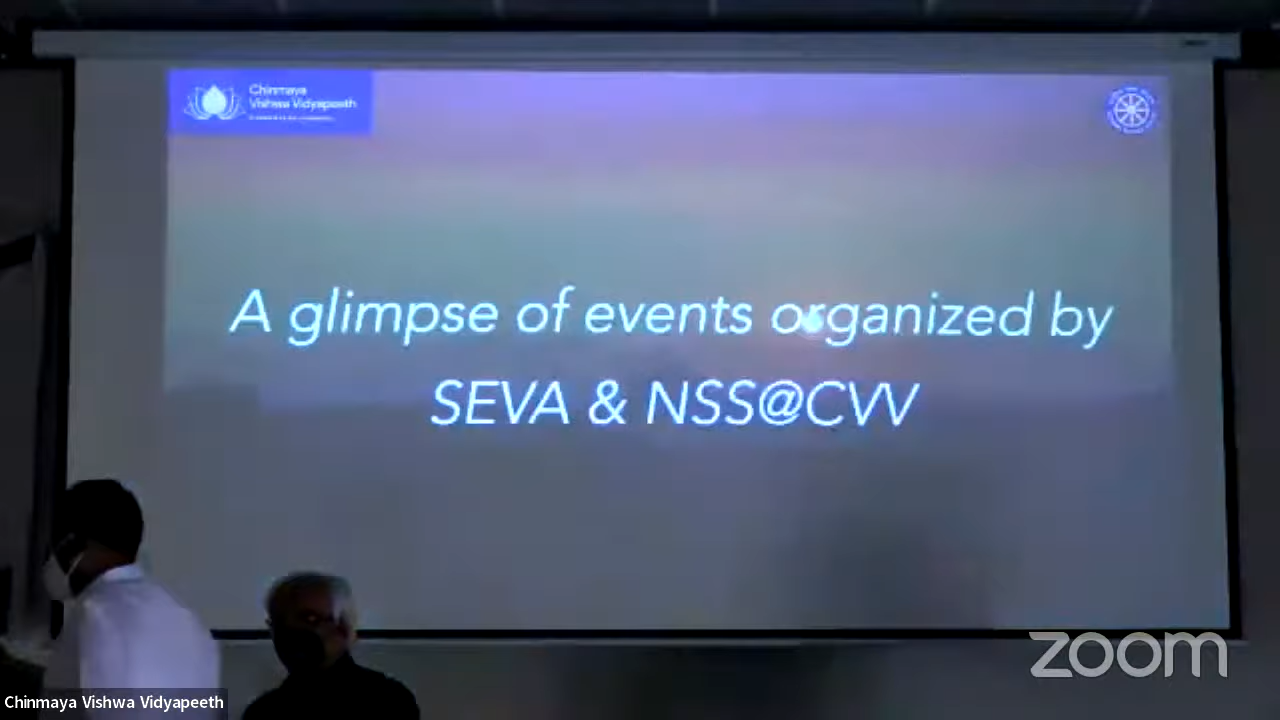 Chinmaya
Vishwa Vidyapeeth
A glimpse of events organized by
SEVA & NSS@CVV
zoom
Chinmaya Vishwa Vidyapeeth